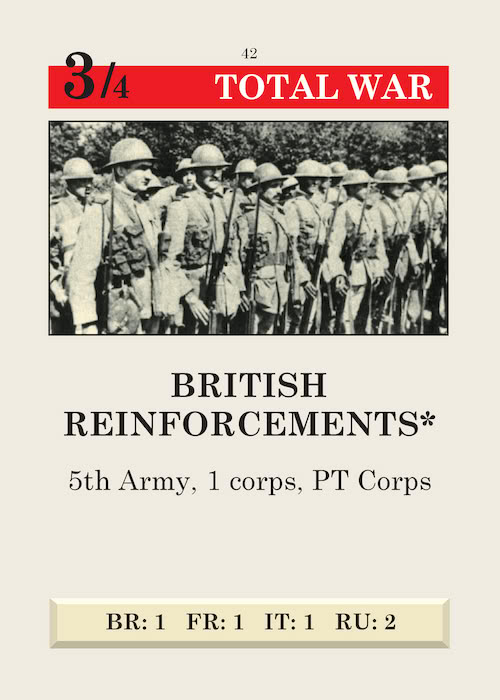 42
3/4 TOTAL WAR
BRITISH
REINFORCEMENTS*
5th Army, 1 corps, PT Corps
BR: 1 FR: 1 IT: 1 RU: 2